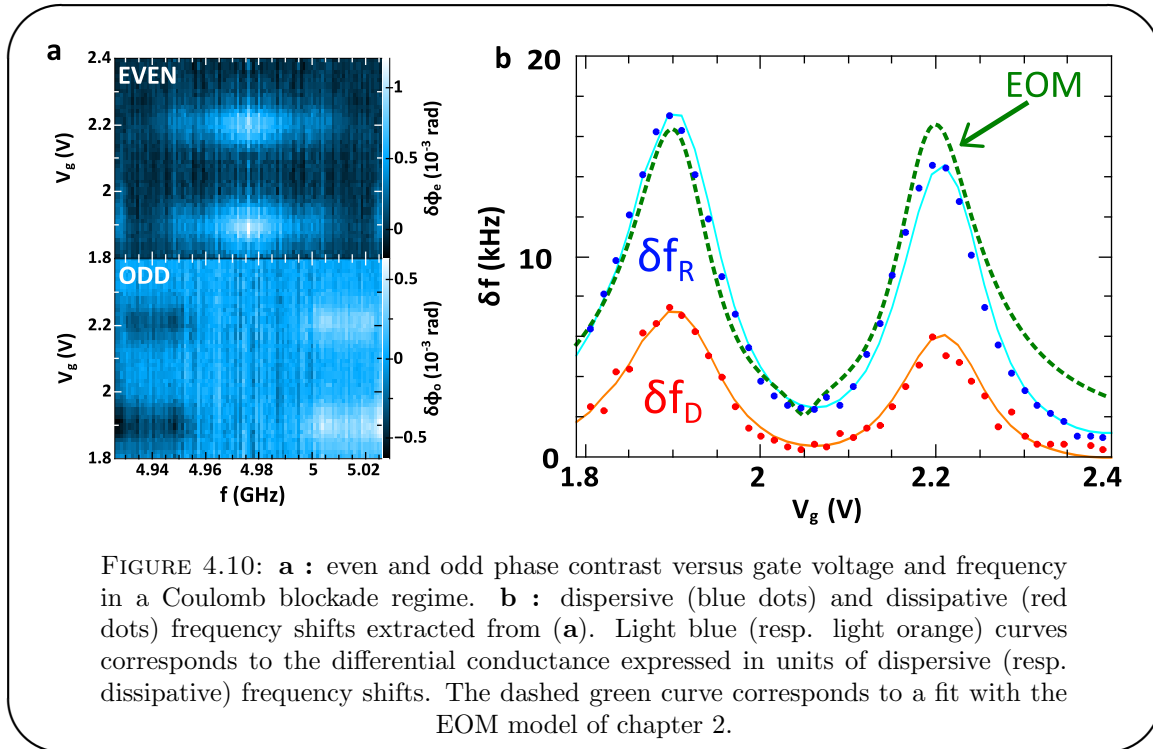 a
EVEN
2.4
2.2
2
1.8
V_g (V)
1
0.5
0
δϕ_e (10⁻³ rad)
ODD
2.2
2
1.8
V_g (V)
0.5
0
−0.5
δϕ_o (10⁻³ rad)
4.94 4.96 4.98 5 5.02
f (GHz)
b
20
10
0
δf (kHz)
EOM
δf_R
δf_D
1.8 2 2.2 2.4
V_g (V)
FIGURE 4.10: a : even and odd phase contrast versus gate voltage and frequency
in a Coulomb blockade regime. b : dispersive (blue dots) and dissipative (red
dots) frequency shifts extracted from (a). Light blue (resp. light orange) curves
corresponds to the differential conductance expressed in units of dispersive (resp.
dissipative) frequency shifts. The dashed green curve corresponds to a fit with the
EOM model of chapter 2.